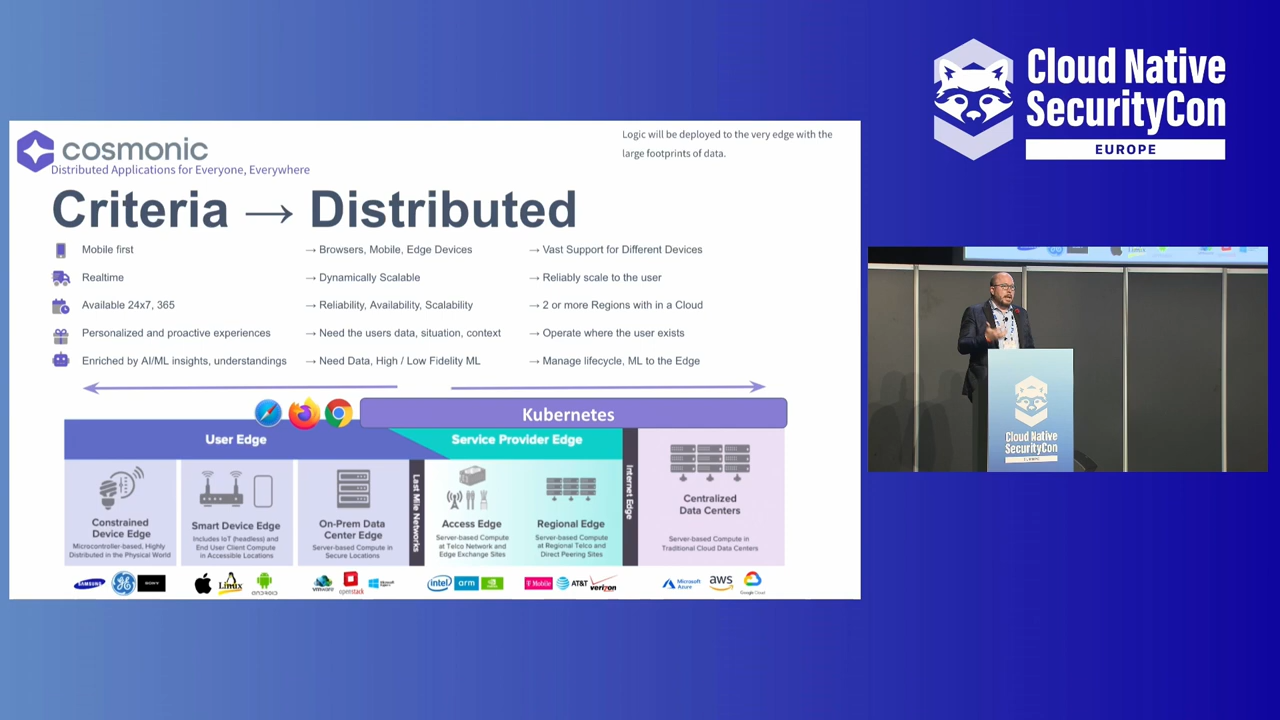 cosmonic
Distributed Applications for Everyone, Everywhere
Logic will be deployed to the very edge with the
large footprints of data.
Criteria → Distributed
Mobile first → Browsers, Mobile, Edge Devices → Vast Support for Different Devices
Realtime → Dynamically Scalable → Reliably scale to the user
Available 24x7, 365 → Reliability, Availability, Scalability → 2 or more Regions with in a Cloud
Personalized and proactive experiences → Need the users data, situation, context → Operate where the user exists
Enriched by AI/ML insights, understandings → Need Data, High / Low Fidelity ML → Manage lifecycle, ML to the Edge
Kubernetes
User Edge
Service Provider Edge
Constrained
Device Edge
Microcontroller-based, Highly
Distributed in the Physical World
Smart Device Edge
Includes IoT (headless) and
End User Client Compute
in Accessible Locations
On-Prem Data
Center Edge
Server-based Compute in
Secure Locations
Last Mile Networks
Access Edge
Server-based Compute
at Telco Network and
Edge Exchange Sites
Regional Edge
Server-based Compute
at Regional Telco and
Direct Peering Sites
Internet Edge
Centralized
Data Centers
Server-based Compute in
Traditional Cloud Data Centers
SAMSUNG
SONY
Linux
android
vmware
openstack
intel
arm
T Mobile
AT&T
verizon
Microsoft
Azure
aws
Google Cloud
Cloud Native
SecurityCon
EUROPE
Cloud Native
SecurityCon